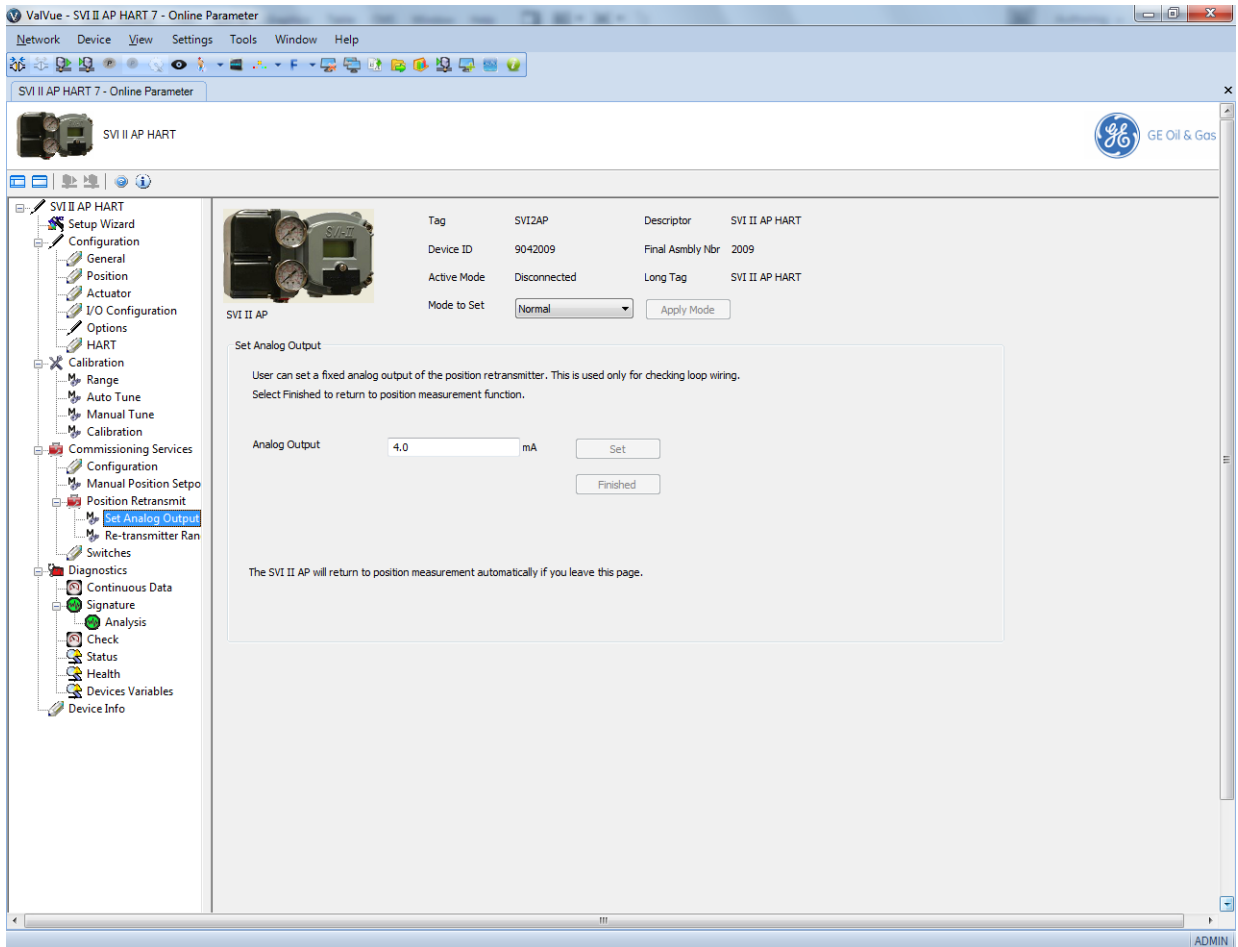 ValVue - SVI II AP HART 7 - Online Parameter
Network Device View Settings Tools Window Help
SVI II AP HART 7 - Online Parameter
SVI II AP HART
GE Oil & Gas
SVI II AP HART
Setup Wizard
Configuration
General
Position
Actuator
I/O Configuration
Options
HART
Calibration
Range
Auto Tune
Manual Tune
Calibration
Commissioning Services
Configuration
Manual Position Setpo
Position Retransmit
Set Analog Output
Re-transmitter Ran
Switches
Diagnostics
Continuous Data
Signature
Analysis
Check
Status
Health
Devices Variables
Device Info
SVI-II
SVI II AP
Tag SVI2AP Descriptor SVI II AP HART
Device ID 9042009 Final Asmbly Nbr 2009
Active Mode Disconnected Long Tag SVI II AP HART
Mode to Set Normal Apply Mode
Set Analog Output
User can set a fixed analog output of the position retransmitter. This is used only for checking loop wiring.
Select Finished to return to position measurement function.
Analog Output 4.0 mA Set
Finished
The SVI II AP will return to position measurement automatically if you leave this page.
ADMIN